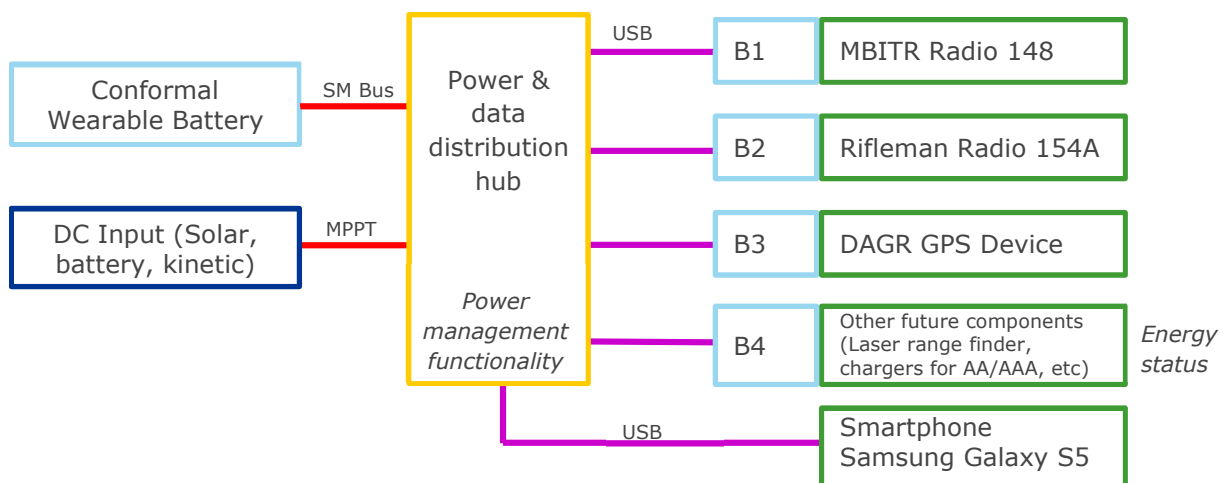 Conformal
Wearable Battery
SM Bus
DC Input (Solar,
battery, kinetic)
MPPT
Power &
data
distribution
hub
Power
management
functionality
USB
B1
MBITR Radio 148
B2
Rifleman Radio 154A
B3
DAGR GPS Device
B4
Other future components
(Laser range finder,
chargers for AA/AAA, etc)
Energy
status
USB
Smartphone
Samsung Galaxy S5